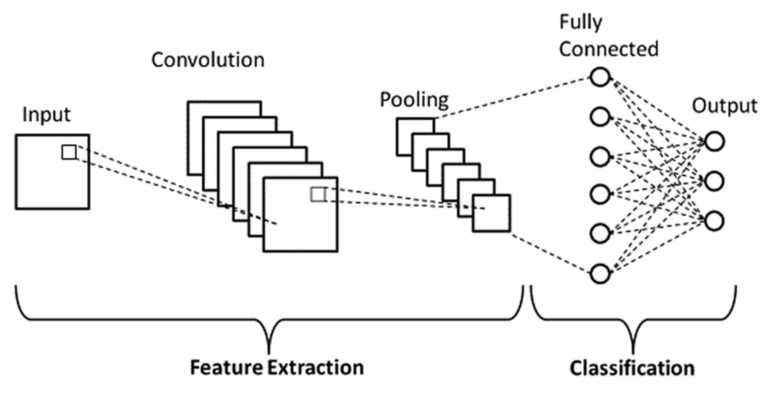 Input
Convolution
Pooling
Fully
Connected
Output
Feature Extraction
Classification